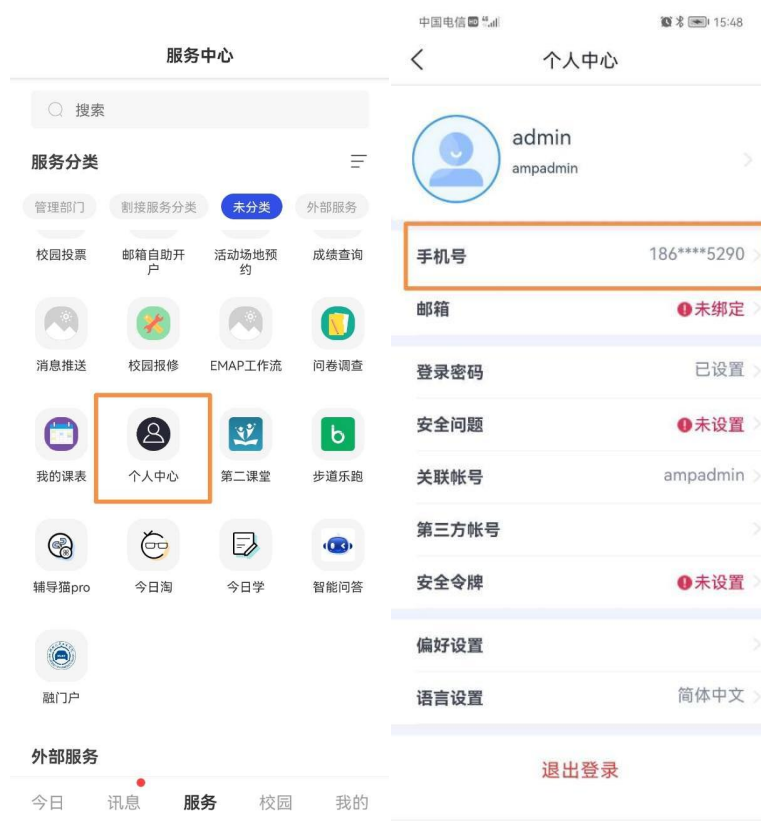 服务中心
搜索
服务分类
管理部门 割接服务分类 未分类 外部服务
校园投票 邮箱自助开 活动场地预 成绩查询
户 约
消息推送 校园报修 EMAP工作流 问卷调查
我的课表 个人中心 第二课堂 步道乐跑
辅导猫pro 今日淘 今日学 智能问答
融门户
外部服务
今日 讯息 服务 校园 我的
中国电信 HD 15:48
个人中心
admin
ampadmin
手机号 186****5290
邮箱 未绑定
登录密码 已设置
安全问题 未设置
关联帐号 ampadmin
第三方帐号
安全令牌 未设置
偏好设置
语言设置 简体中文
退出登录